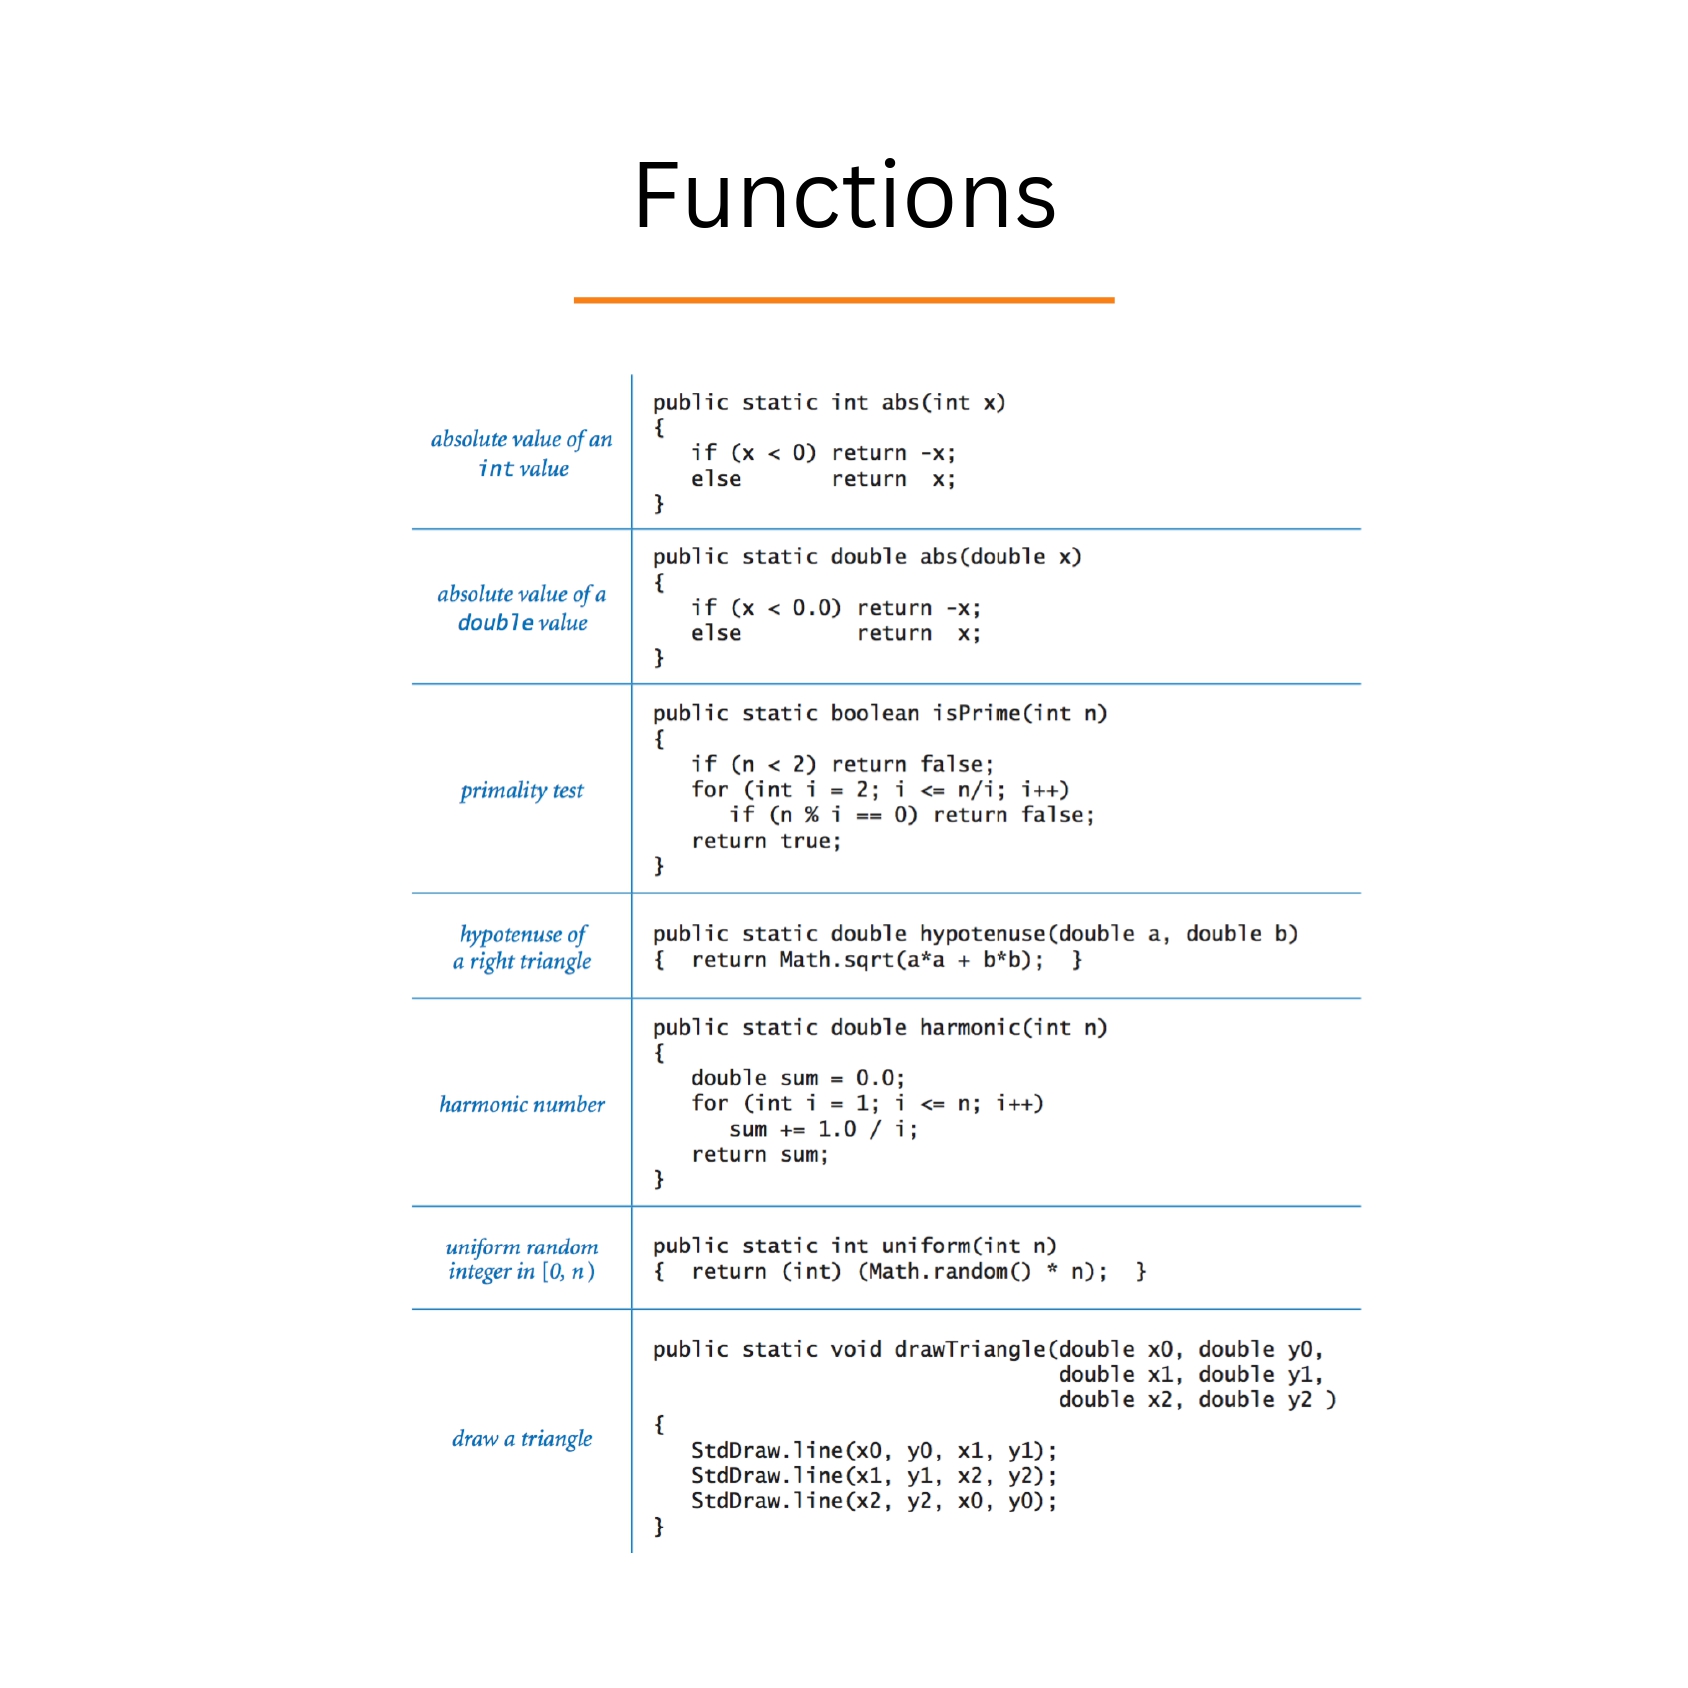 Functions
absolute value of an
int value
public static int abs(int x)
{
   if (x < 0) return -x;
   else       return  x;
}
absolute value of a
double value
public static double abs(double x)
{
   if (x < 0.0) return -x;
   else         return  x;
}
primality test
public static boolean isPrime(int n)
{
   if (n < 2) return false;
   for (int i = 2; i <= n/i; i++)
      if (n % i == 0) return false;
   return true;
}
hypotenuse of
a right triangle
public static double hypotenuse(double a, double b)
{  return Math.sqrt(a*a + b*b);  }
harmonic number
public static double harmonic(int n)
{
   double sum = 0.0;
   for (int i = 1; i <= n; i++)
      sum += 1.0 / i;
   return sum;
}
uniform random
integer in [0, n)
public static int uniform(int n)
{  return (int) (Math.random() * n);  }
draw a triangle
public static void drawTriangle(double x0, double y0,
                                double x1, double y1,
                                double x2, double y2 )
{
   StdDraw.line(x0, y0, x1, y1);
   StdDraw.line(x1, y1, x2, y2);
   StdDraw.line(x2, y2, x0, y0);
}